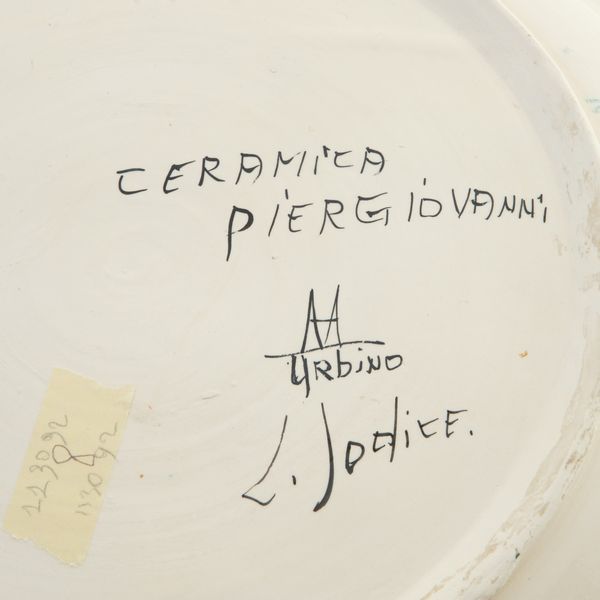 CERAMICA
PIERGIOVANNI
URbiNO
L. Jodice.